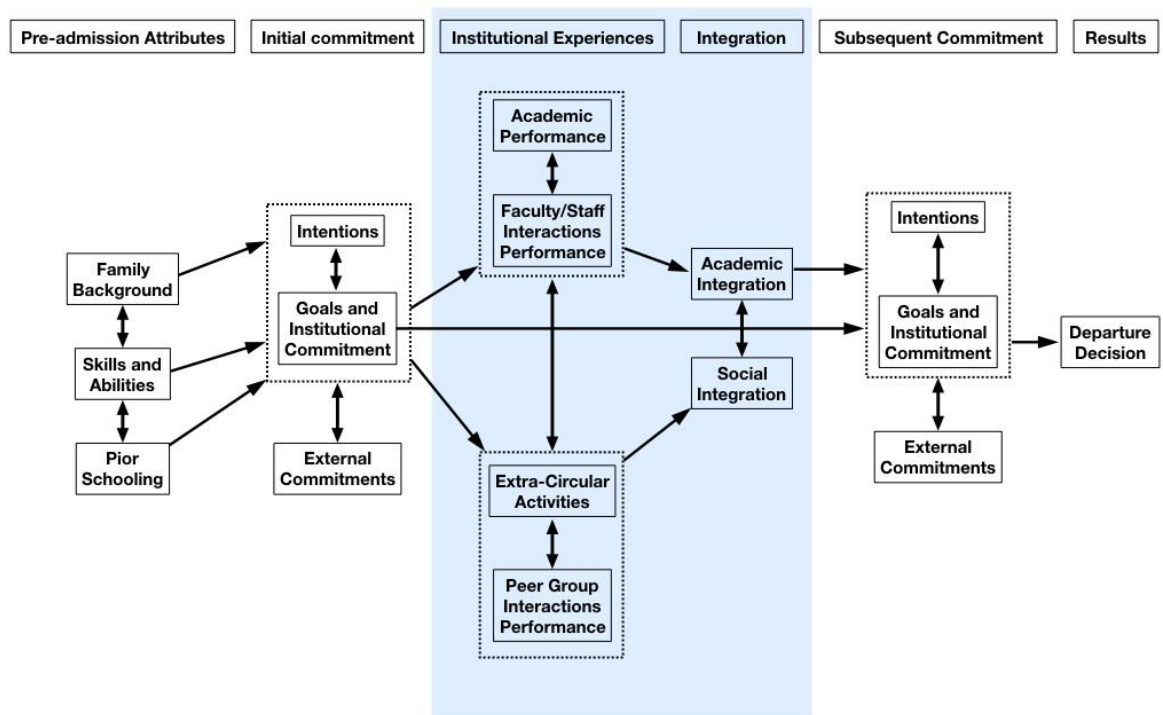 Pre-admission Attributes
Initial commitment
Institutional Experiences
Integration
Subsequent Commitment
Results
Family
Background
Skills and
Abilities
Pior
Schooling
Intentions
Goals and
Institutional
Commitment
External
Commitments
Academic
Performance
Faculty/Staff
Interactions
Performance
Extra-Circular
Activities
Peer Group
Interactions
Performance
Academic
Integration
Social
Integration
Intentions
Goals and
Institutional
Commitment
External
Commitments
Departure
Decision